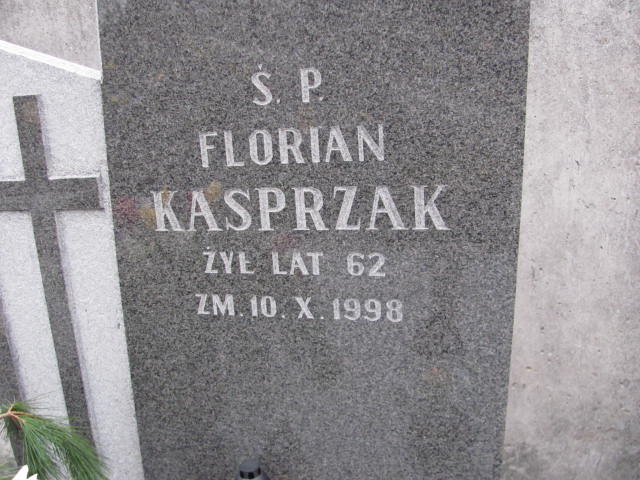 Ś. P.
FLORIAN
KASPRZAK
ŻYŁ LAT 62
ZM. 10. X. 1998